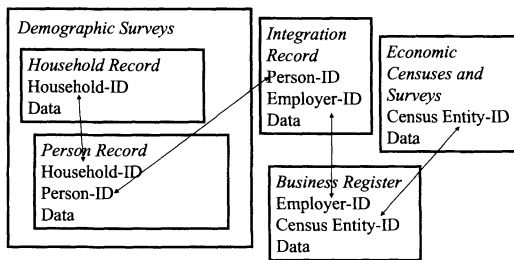 Demographic Surveys
Household Record
Household-ID
Data
Person Record
Household-ID
Person-ID
Data
Integration
Record
Person-ID
Employer-ID
Data
Economic
Censuses and
Surveys
Census Entity-ID
Data
Business Register
Employer-ID
Census Entity-ID
Data